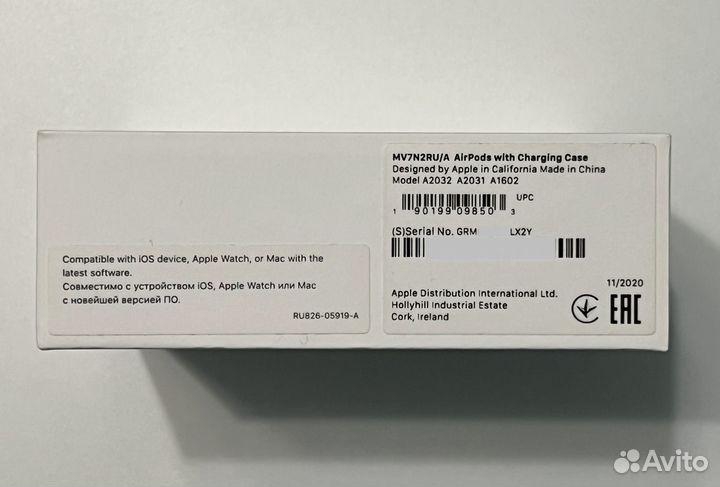 MV7N2RU/A AirPods with Charging Case
Designed by Apple in California Made in China
Model A2032 A2031 A1602
UPC
1 90199 09850 3
(S)Serial No. GRM LX2Y
Compatible with iOS device, Apple Watch, or Mac with the
latest software.
Совместимо с устройством iOS, Apple Watch или Mac
с новейшей версией ПО.
RU826-05919-A
11/2020
Apple Distribution International Ltd.
Hollyhill Industrial Estate
Cork, Ireland
EAC
Avito